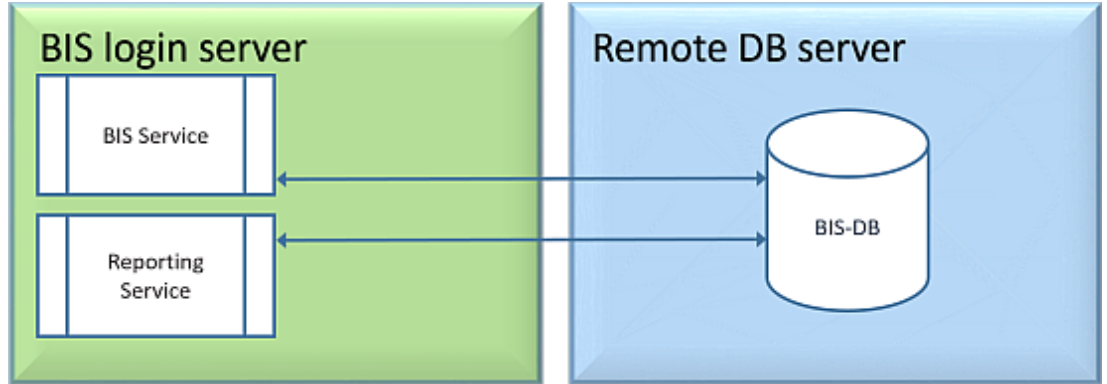 BIS login server
BIS Service
Reporting
Service
Remote DB server
BIS-DB